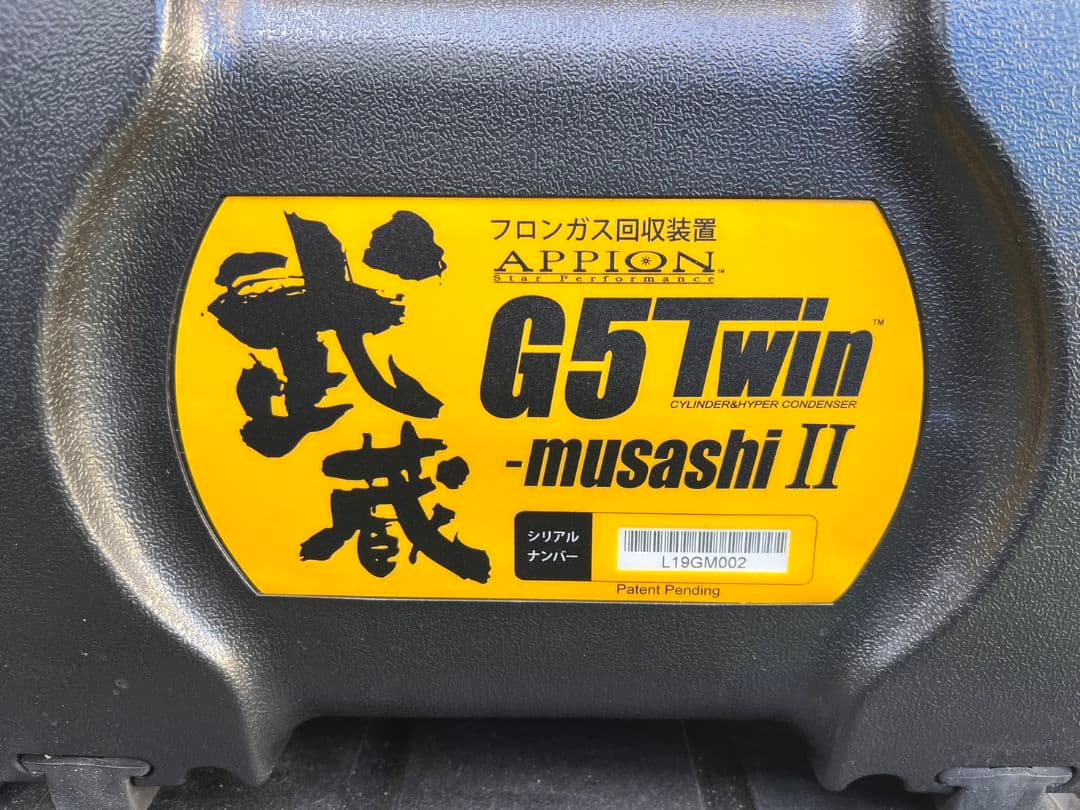 武蔵
フロンガス回収装置
APPION™
Star Performance
G5Twin™
CYLINDER&HYPER CONDENSER
-musashi II
シリアル
ナンバー
L19GM002
Patent Pending